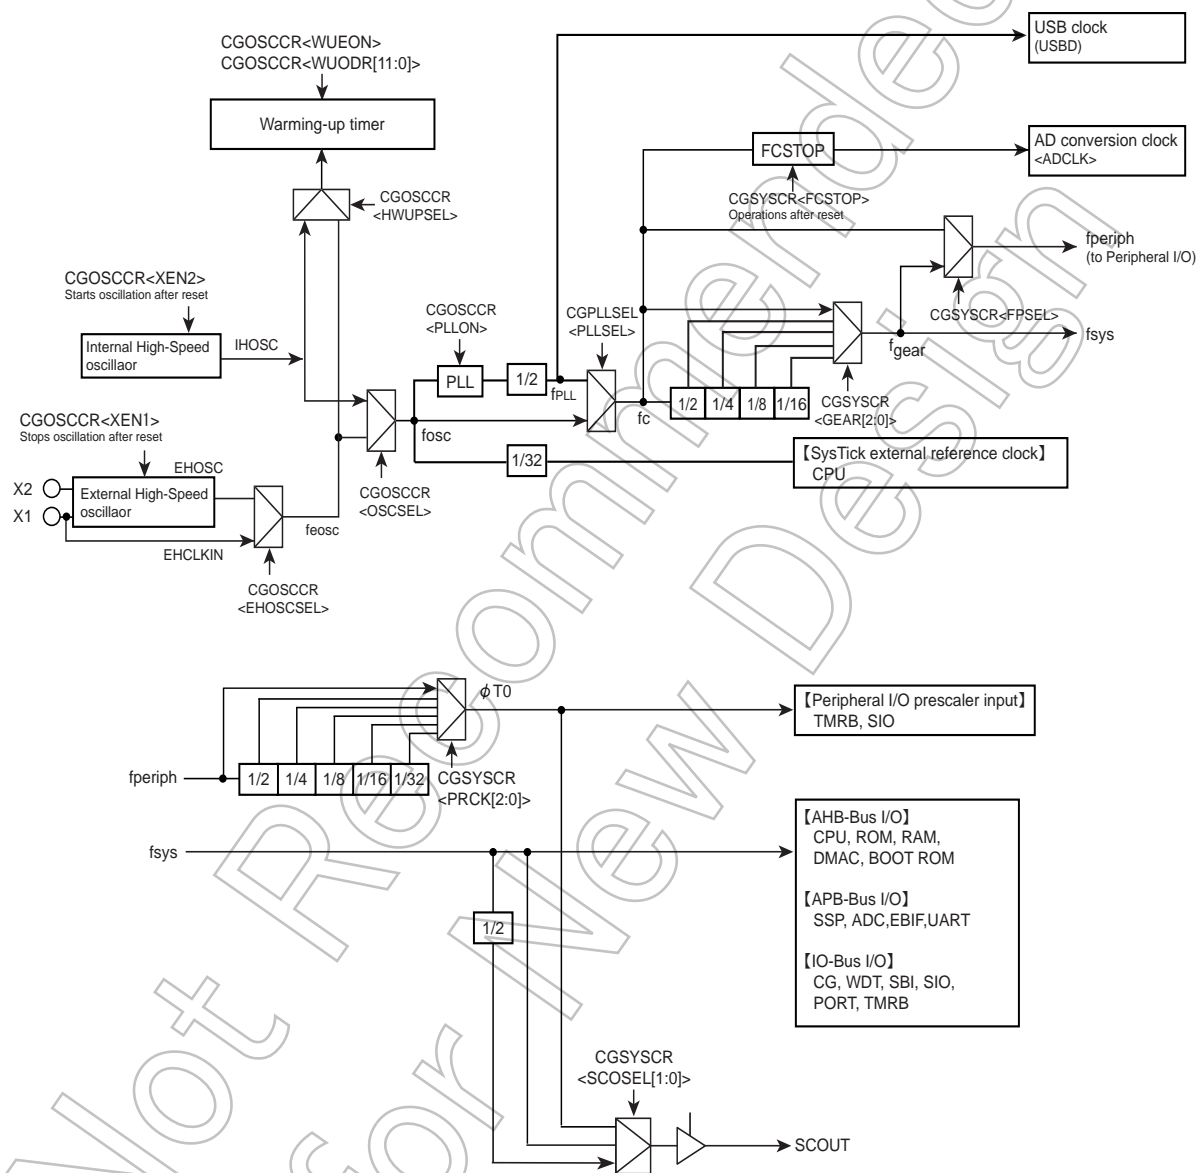 CGOSCCR<WUEON>
CGOSCCR<WUODR[11:0]>
Warming-up timer
CGOSCCR
<HWUPSEL]
USB clock
(USBD)
FCSTOP
AD conversion clock
<ADCLK>
CGSYSCR<FCSTOP>
Operations after reset
fperiph
(to Peripheral I/O)
CGSYSCR<FPSEL>
CGOSCCR<XEN2>
Starts oscillation after reset
Internal High-Speed
oscillaor
IHOSC
CGOSCCR
<PLLON>
PLL
1/2
fPLL
CGPLLSEL
<PLLSEL>
fc
1/2
1/4
1/8
1/16
fgear
fsys
CGSYSCR
<GEAR[2:0]>
CGOSCCR<XEN1>
Stops oscillation after reset
X2
X1
EHOSC
External High-Speed
oscillaor
EHCLKIN
feosc
CGOSCCR
<EHOSCSEL>
fosc
CGOSCCR
<OSCSEL>
1/32
【SysTick external reference clock】
CPU
fperiph
1/2
1/4
1/8
1/16
1/32
CGSYSCR
<PRCK[2:0]>
ϕT0
【Peripheral I/O prescaler input】
TMRB, SIO
fsys
1/2
【AHB-Bus I/O】
CPU, ROM, RAM,
DMAC, BOOT ROM
【APB-Bus I/O】
SSP, ADC,EBIF,UART
【IO-Bus I/O】
CG, WDT, SBI, SIO,
PORT, TMRB
CGSYSCR
<SCOSEL[1:0]>
SCOUT
Not Recommended
for New Design